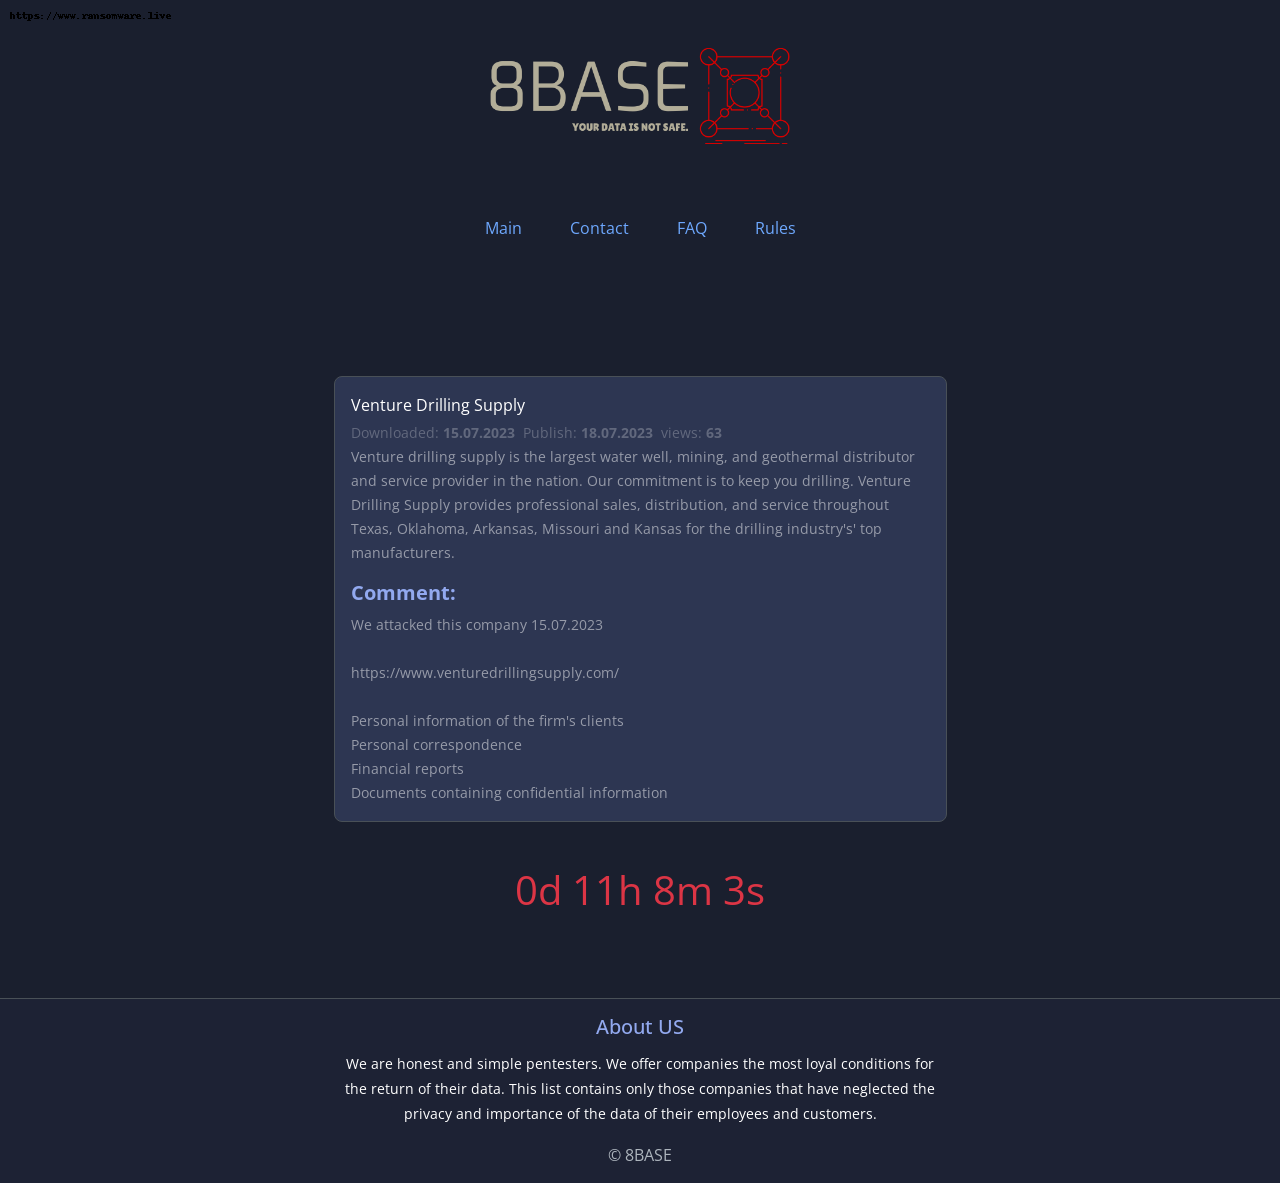 https://www.ransomware.live
8BASE
YOUR DATA IS NOT SAFE.
Main Contact FAQ Rules
Venture Drilling Supply
Downloaded: 15.07.2023 Publish: 18.07.2023 views: 63
Venture drilling supply is the largest water well, mining, and geothermal distributor
and service provider in the nation. Our commitment is to keep you drilling. Venture
Drilling Supply provides professional sales, distribution, and service throughout
Texas, Oklahoma, Arkansas, Missouri and Kansas for the drilling industry's' top
manufacturers.
Comment:
We attacked this company 15.07.2023
https://www.venturedrillingsupply.com/
Personal information of the firm's clients
Personal correspondence
Financial reports
Documents containing confidential information
0d 11h 8m 3s
About US
We are honest and simple pentesters. We offer companies the most loyal conditions for
the return of their data. This list contains only those companies that have neglected the
privacy and importance of the data of their employees and customers.
© 8BASE